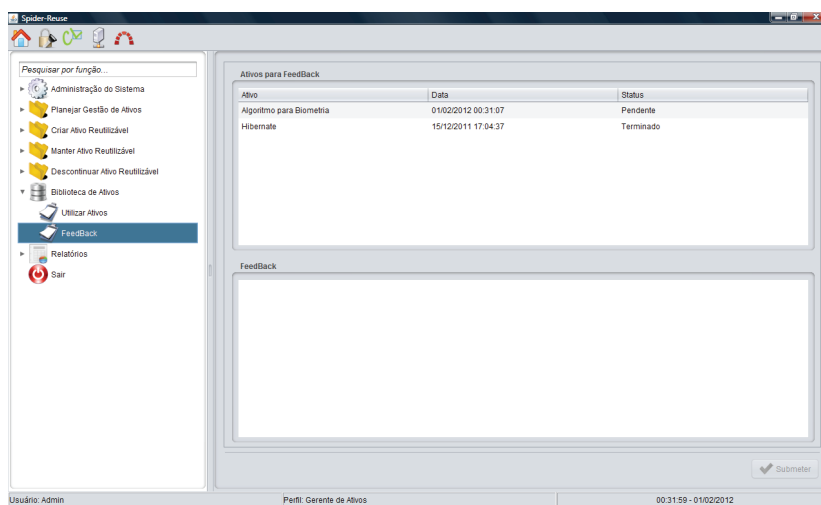 Spider-Reuse
Pesquisar por função...
Administração do Sistema
Planejar Gestão de Ativos
Criar Ativo Reutilizável
Manter Ativo Reutilizável
Descontinuar Ativo Reutilizável
Biblioteca de Ativos
Utilizar Ativos
FeedBack
Relatórios
Sair
Ativos para FeedBack
Ativo Data Status
Algoritmo para Biometria 01/02/2012 00:31:07 Pendente
Hibernate 15/12/2011 17:04:37 Terminado
FeedBack
Submeter
Usuário: Admin Perfil: Gerente de Ativos 00:31:59 - 01/02/2012